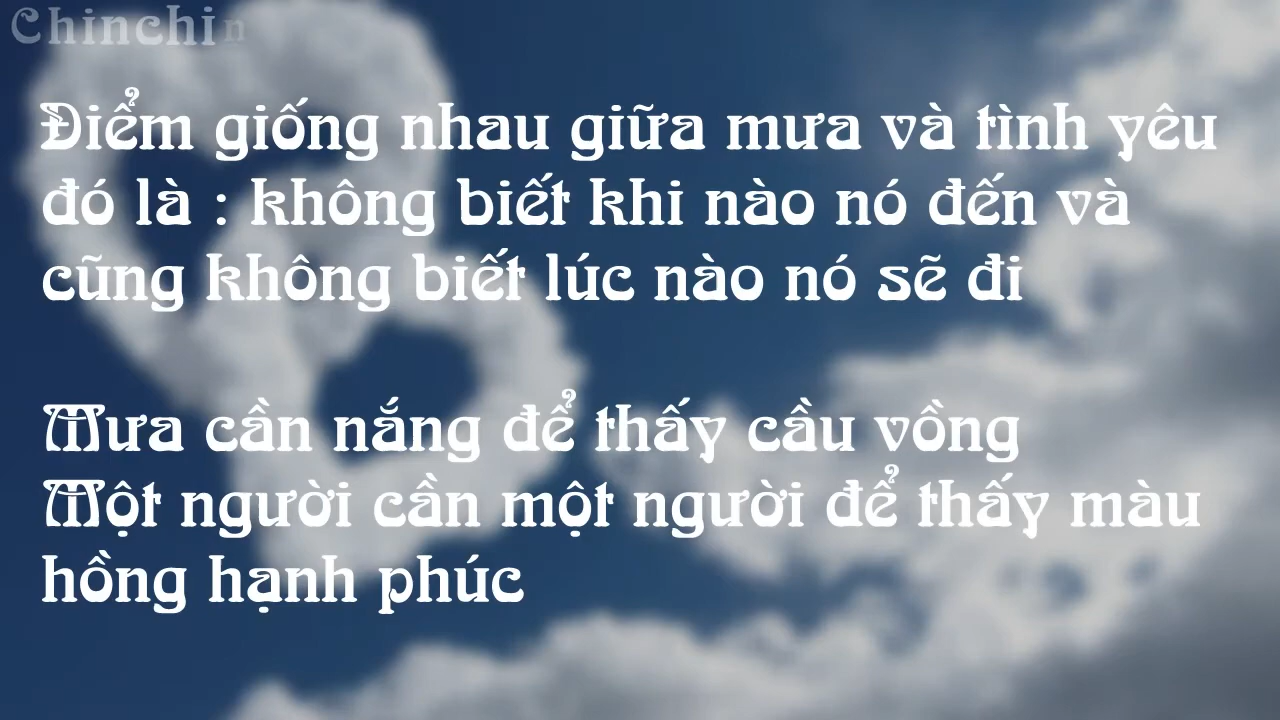 Chinchin
Điểm giống nhau giữa mưa và tình yêu
đó là : không biết khi nào nó đến và
cũng không biết lúc nào nó sẽ đi
Mưa cần nắng để thấy cầu vồng
Một người cần một người để thấy màu
hồng hạnh phúc